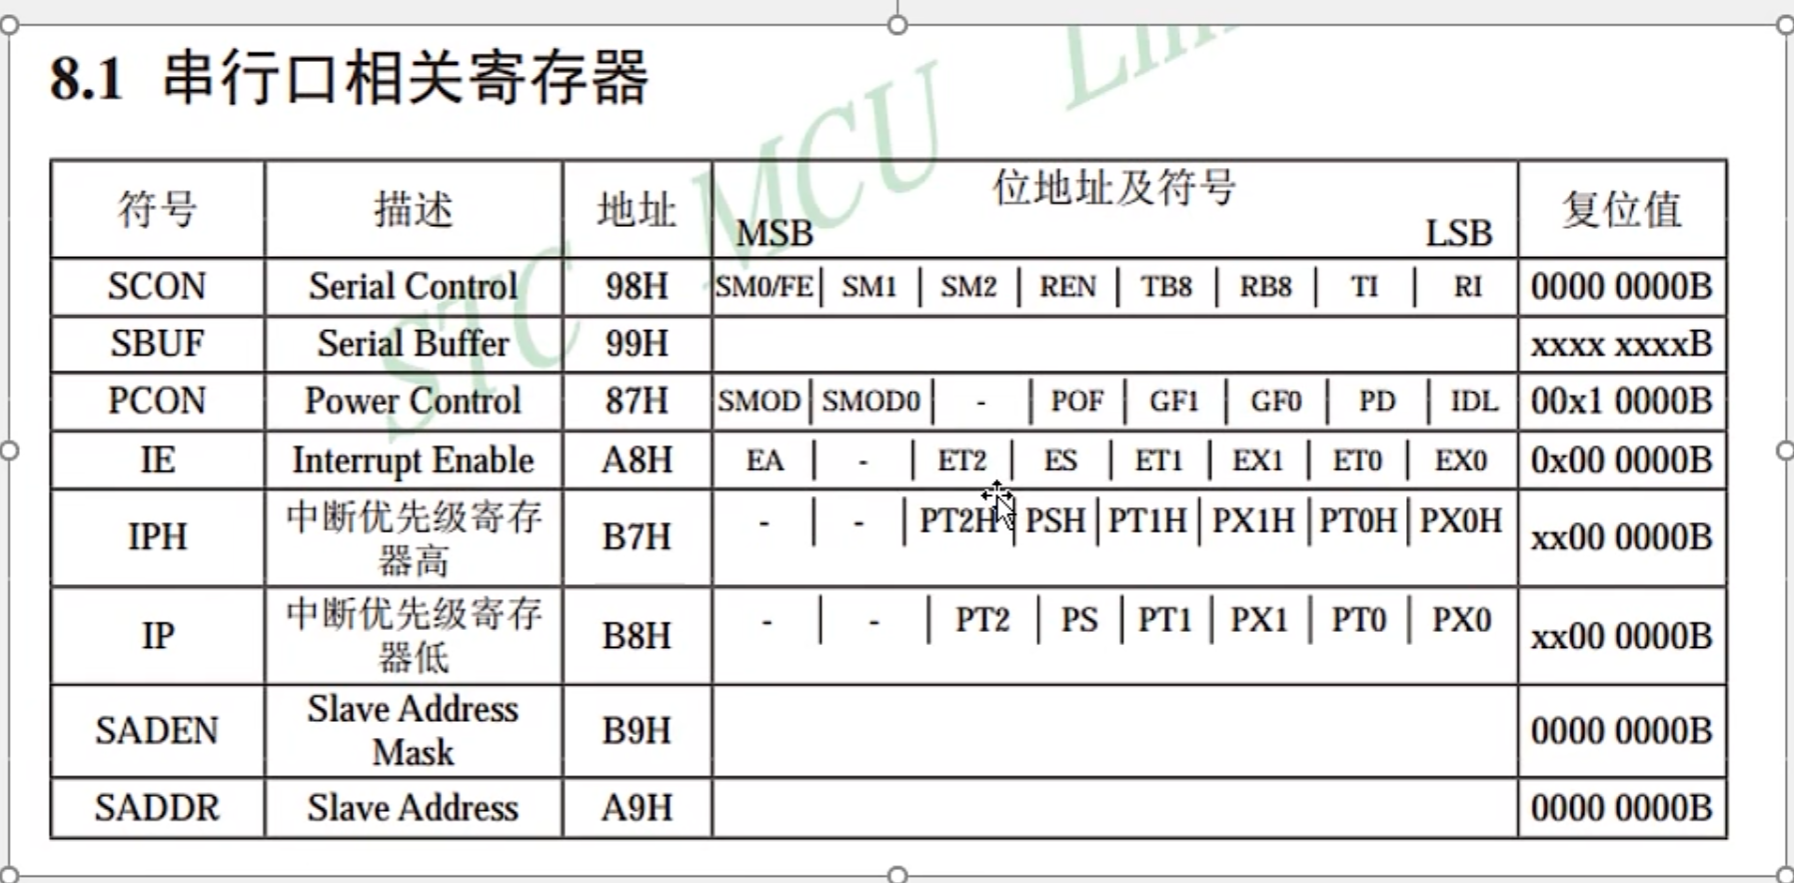 8.1 串行口相关寄存器
符号 描述 地址 位地址及符号 复位值
MSB LSB
SCON Serial Control 98H SM0/FE| SM1 | SM2 | REN | TB8 | RB8 | TI | RI 0000 0000B
SBUF Serial Buffer 99H xxxx xxxxB
PCON Power Control 87H SMOD| SMOD0 | - | POF | GF1 | GF0 | PD | IDL 00x1 0000B
IE Interrupt Enable A8H EA | - | ET2 | ES | ET1 | EX1 | ET0 | EX0 0x00 0000B
IPH 中断优先级寄存 B7H - | - | PT2H | PSH | PT1H | PX1H | PT0H | PX0H xx00 0000B
器高
IP 中断优先级寄存 B8H - | - | PT2 | PS | PT1 | PX1 | PT0 | PX0 xx00 0000B
器低
SADEN Slave Address B9H 0000 0000B
Mask
SADDR Slave Address A9H 0000 0000B
STC MCU